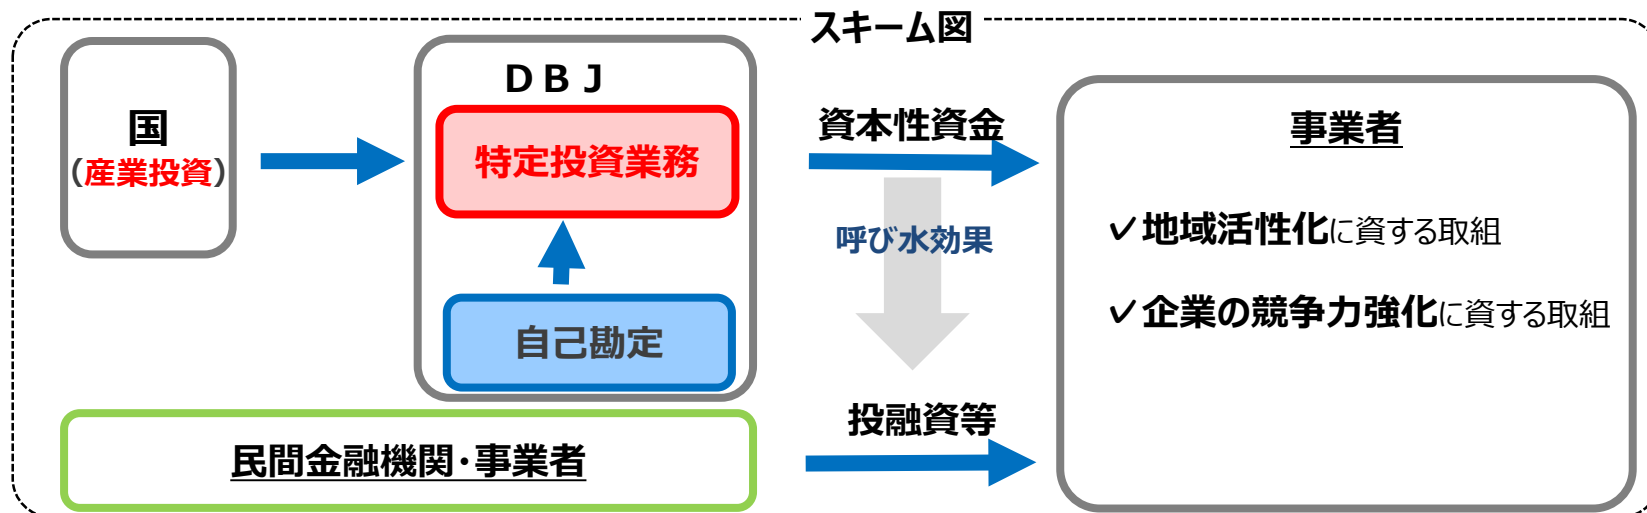 スキーム図
国
（産業投資）
ＤＢＪ
特定投資業務
自己勘定
民間金融機関・事業者
資本性資金
呼び水効果
投融資等
事業者
✓地域活性化に資する取組
✓企業の競争力強化に資する取組